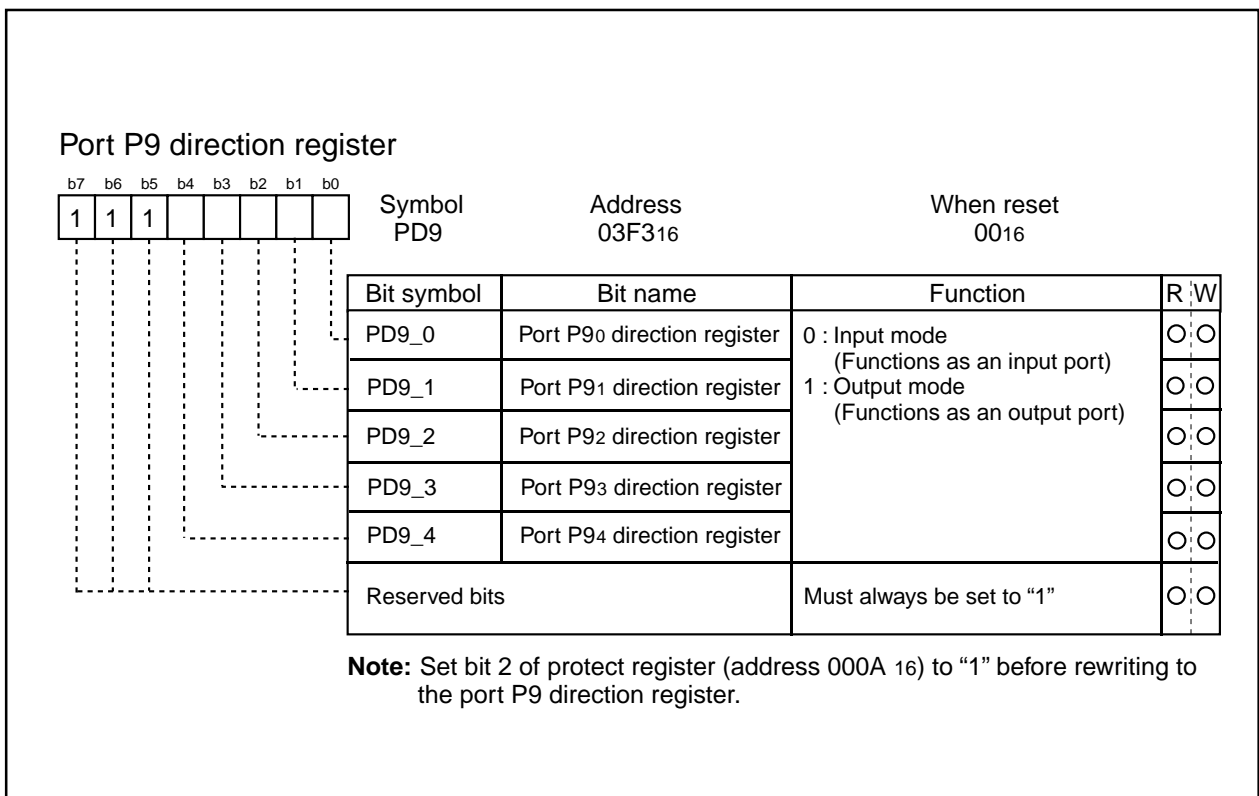 Port P9 direction register
b7 b6 b5 b4 b3 b2 b1 b0
1 1 1
Symbol Address When reset
PD9 03F316 0016
Bit symbol Bit name Function R W
PD9_0 Port P90 direction register 0 : Input mode
(Functions as an input port)
PD9_1 Port P91 direction register 1 : Output mode
(Functions as an output port)
PD9_2 Port P92 direction register
PD9_3 Port P93 direction register
PD9_4 Port P94 direction register
Reserved bits Must always be set to “1”
Note: Set bit 2 of protect register (address 000A 16) to “1” before rewriting to
the port P9 direction register.